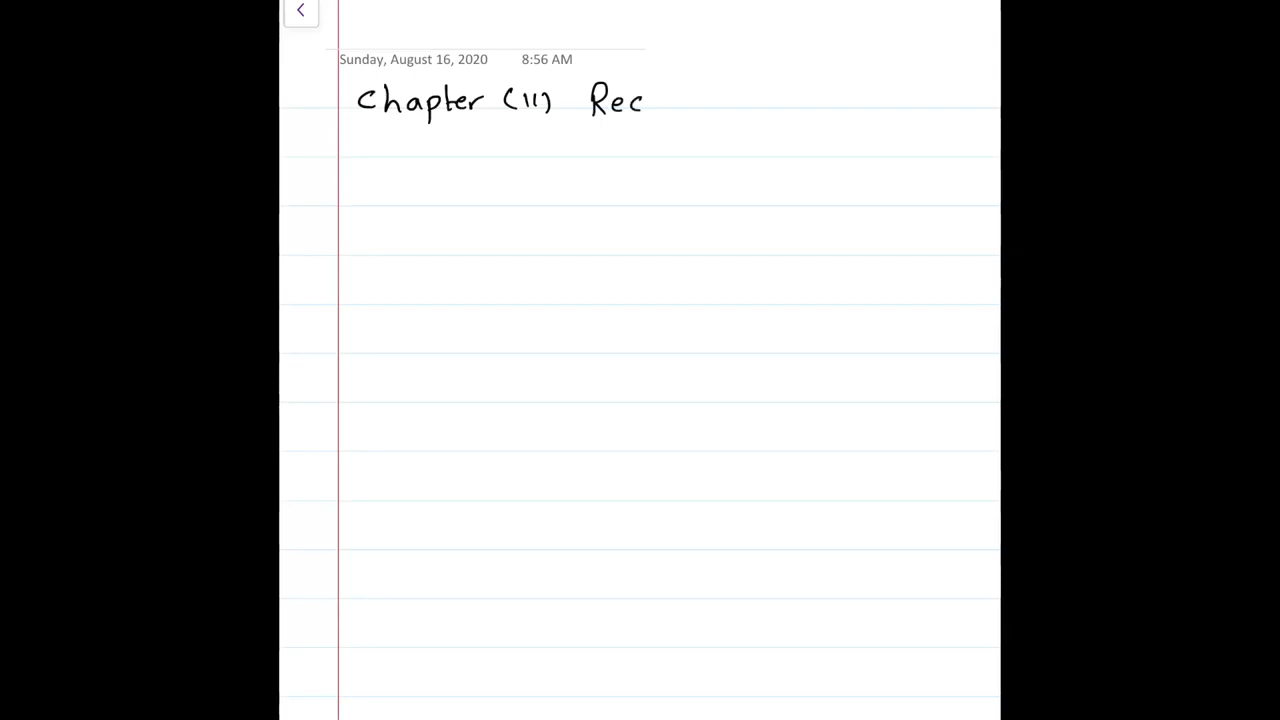 Sunday, August 16, 2020 8:56 AM
Chapter (11) Rec